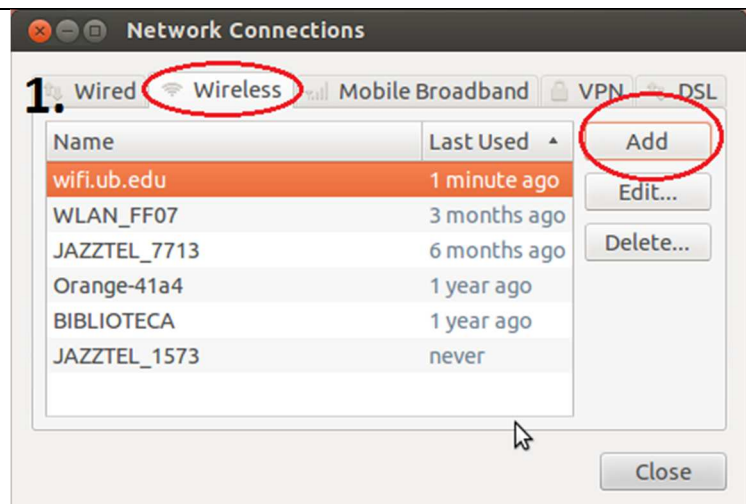 Network Connections
1. Wired Wireless Mobile Broadband VPN DSL
Name Last Used Add
wifi.ub.edu 1 minute ago
Edit...
WLAN_FF07 3 months ago
JAZZTEL_7713 6 months ago Delete...
Orange-41a4 1 year ago
BIBLIOTECA 1 year ago
JAZZTEL_1573 never
Close